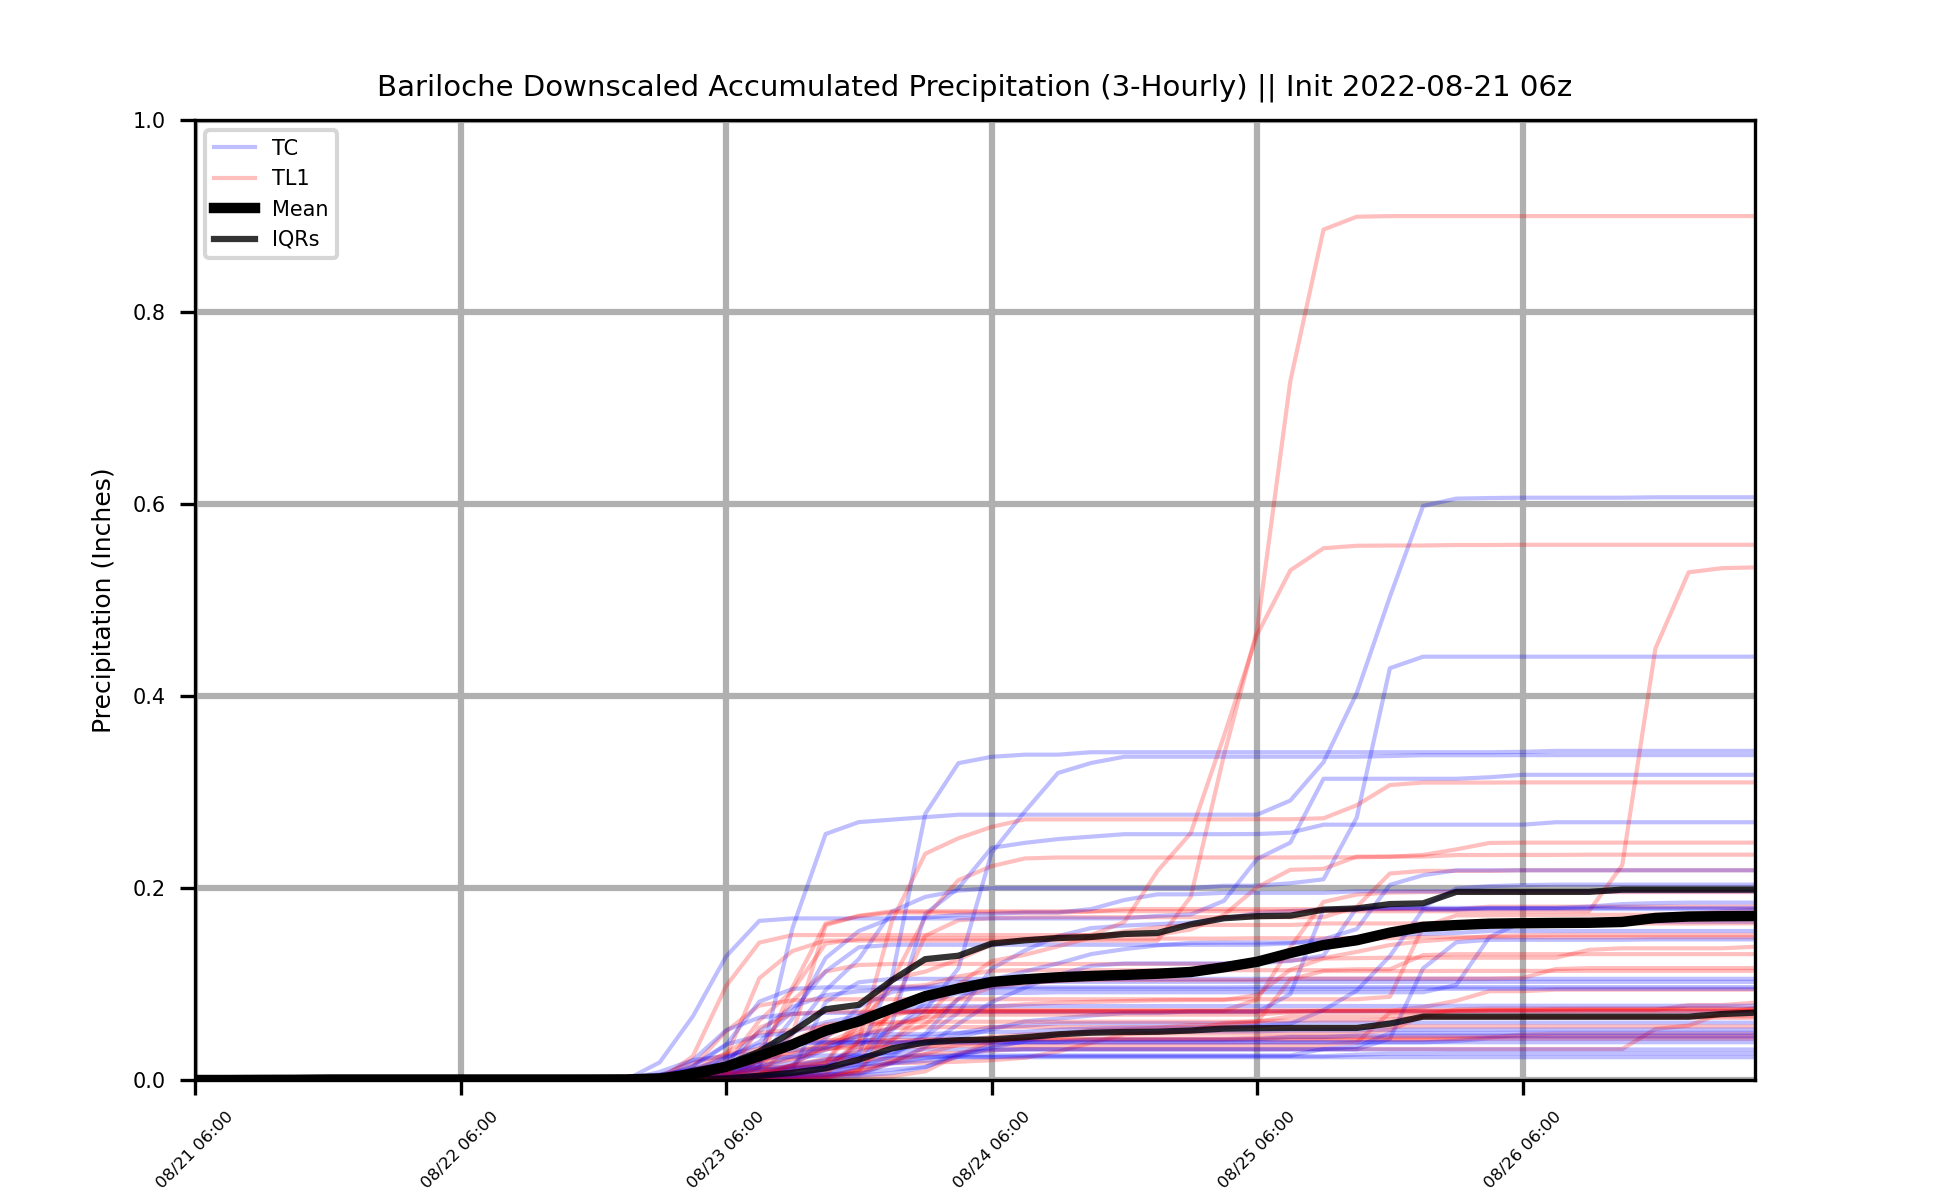 Bariloche Downscaled Accumulated Precipitation (3-Hourly) || Init 2022-08-21 06z
1.0
0.8
0.6
0.4
0.2
0.0
Precipitation (Inches)
TC
TL1
Mean
IQRs
08/21 06:00
08/22 06:00
08/23 06:00
08/24 06:00
08/25 06:00
08/26 06:00